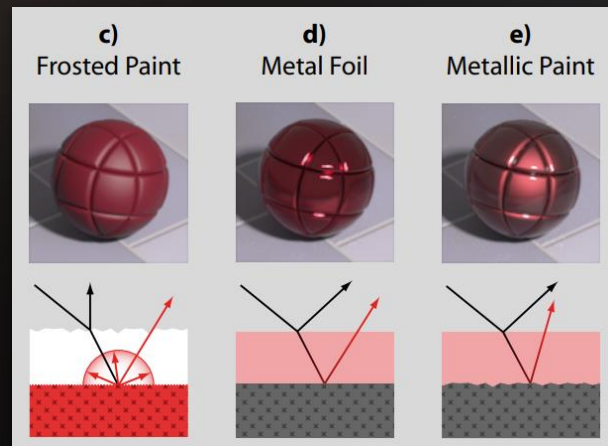 c)
Frosted Paint
d)
Metal Foil
e)
Metallic Paint